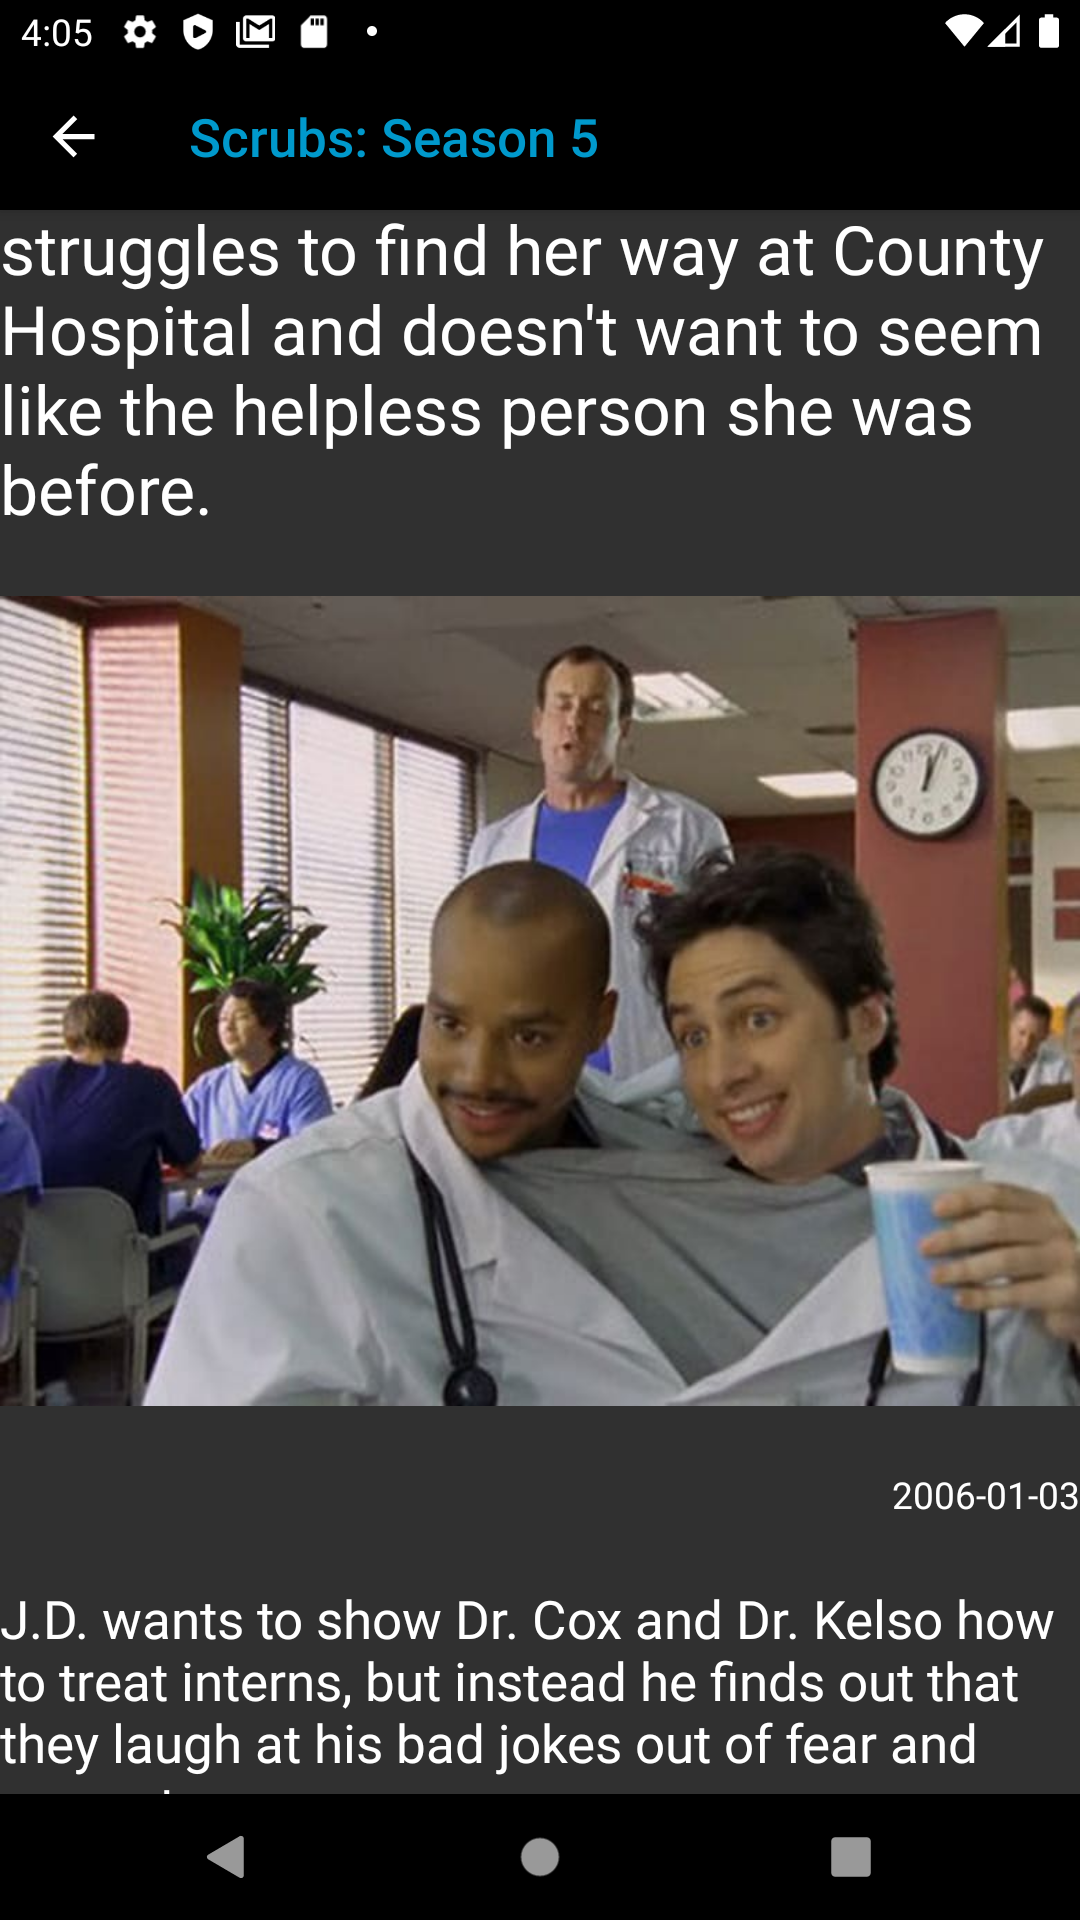 4:05
Scrubs: Season 5
struggles to find her way at County
Hospital and doesn't want to seem
like the helpless person she was
before.
2006-01-03
J.D. wants to show Dr. Cox and Dr. Kelso how
to treat interns, but instead he finds out that
they laugh at his bad jokes out of fear and